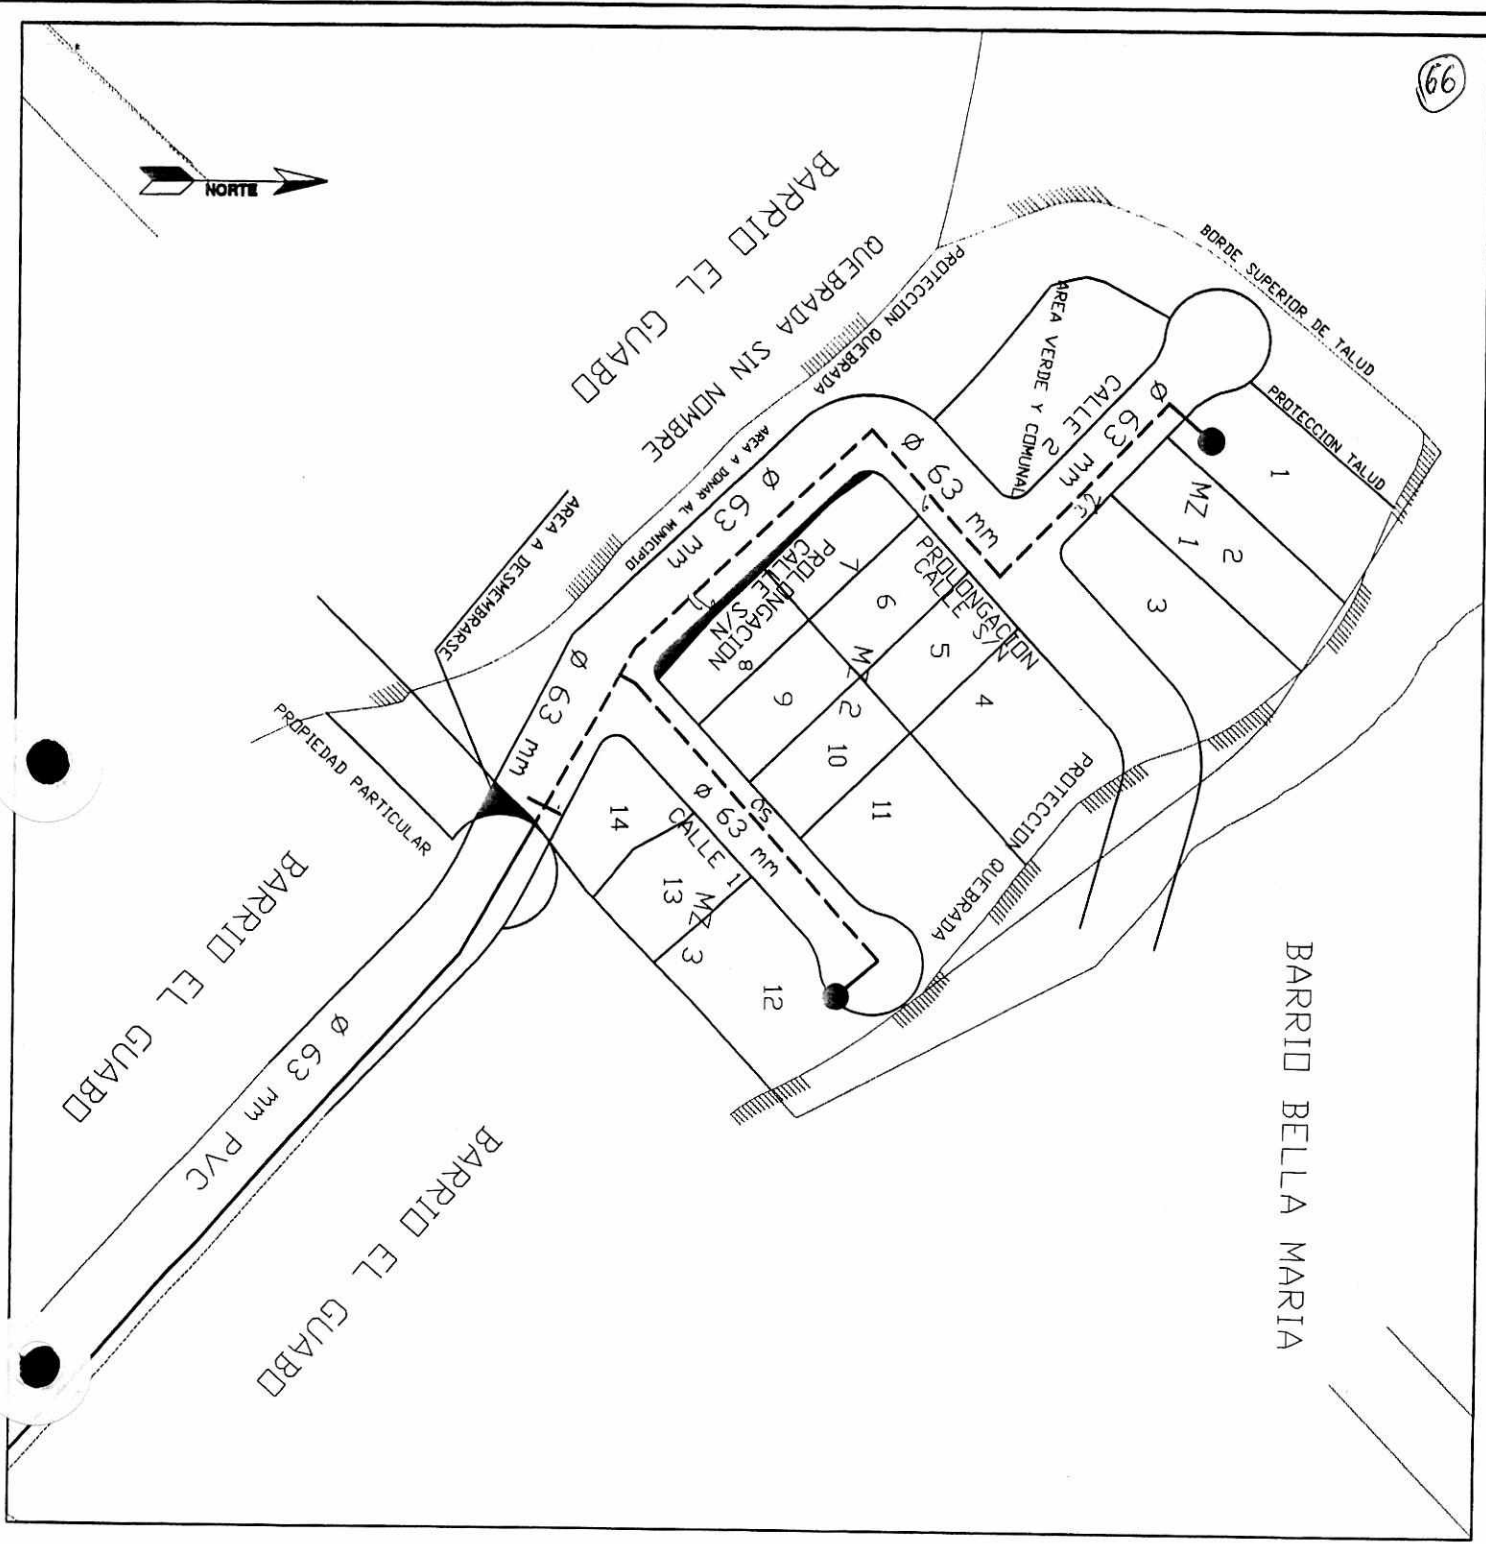 66
NORTE
BARRIO EL GUABO
QUEBRADA SIN NOMBRE
PROTECCION QUEBRADA
BORDE SUPERIOR DE TALUD
PROTECCION TALUD
AREA VERDE Y COMUNAL
CALLE 2
Ø 63 mm
1
MZ 1
2
3
Ø 63 mm
AREA A DONAR AL MUNICIPIO
Ø 63 mm
AREA A DESMEMBRARSE
PROLONGACION
CALLE S/N
PROLONGACION
CALLE S/N
7
6
5
4
8
9
10
11
2
Ø 63 mm
PROPIEDAD PARTICULAR
Ø 63 mm
CALLE 1
14
13
MZ 3
12
PROTECCION
QUEBRADA
BARRIO EL GUABO
Ø 63 mm PVC
BARRIO EL GUABO
BARRIO BELLA MARIA